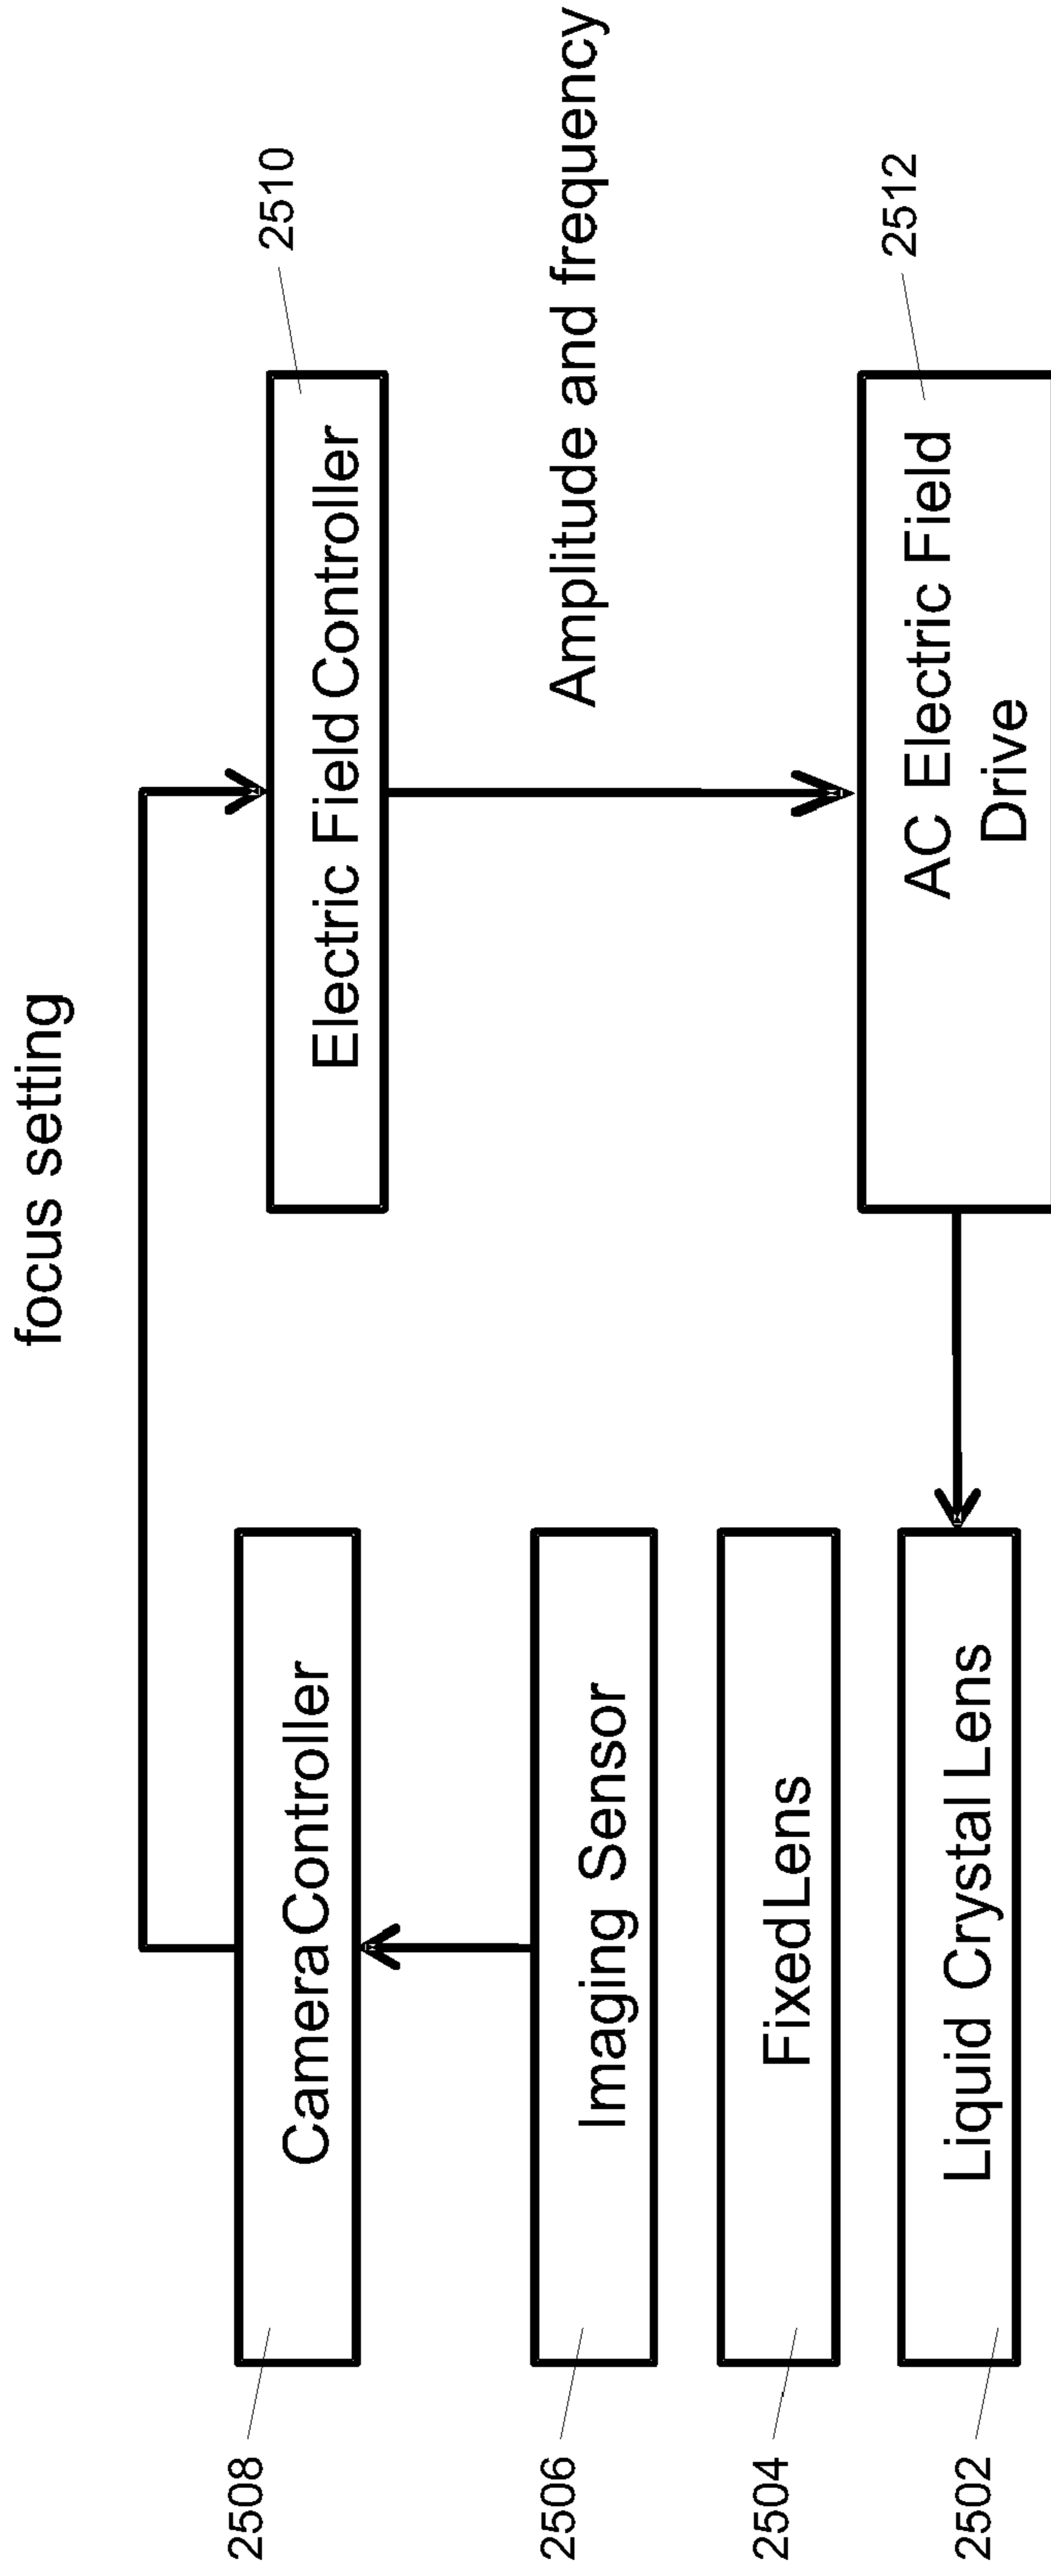 focus setting
2508
Camera Controller
Electric Field Controller
2510
2506
Imaging Sensor
Amplitude and frequency
2504
Fixed Lens
2502
Liquid Crystal Lens
AC Electric Field
Drive
2512